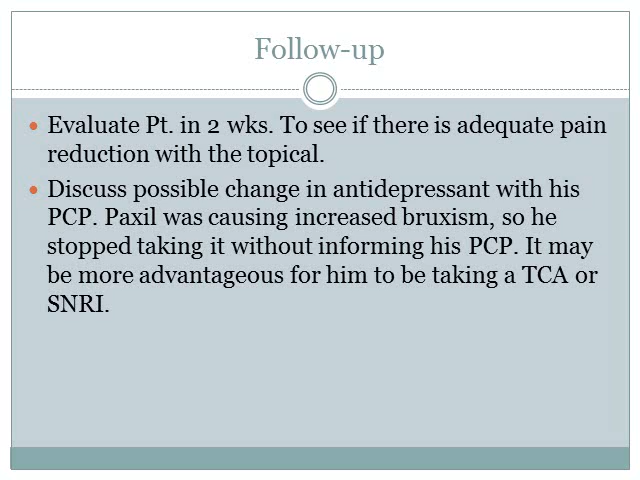 Follow-up
• Evaluate Pt. in 2 wks. To see if there is adequate pain
reduction with the topical.
• Discuss possible change in antidepressant with his
PCP. Paxil was causing increased bruxism, so he
stopped taking it without informing his PCP. It may
be more advantageous for him to be taking a TCA or
SNRI.